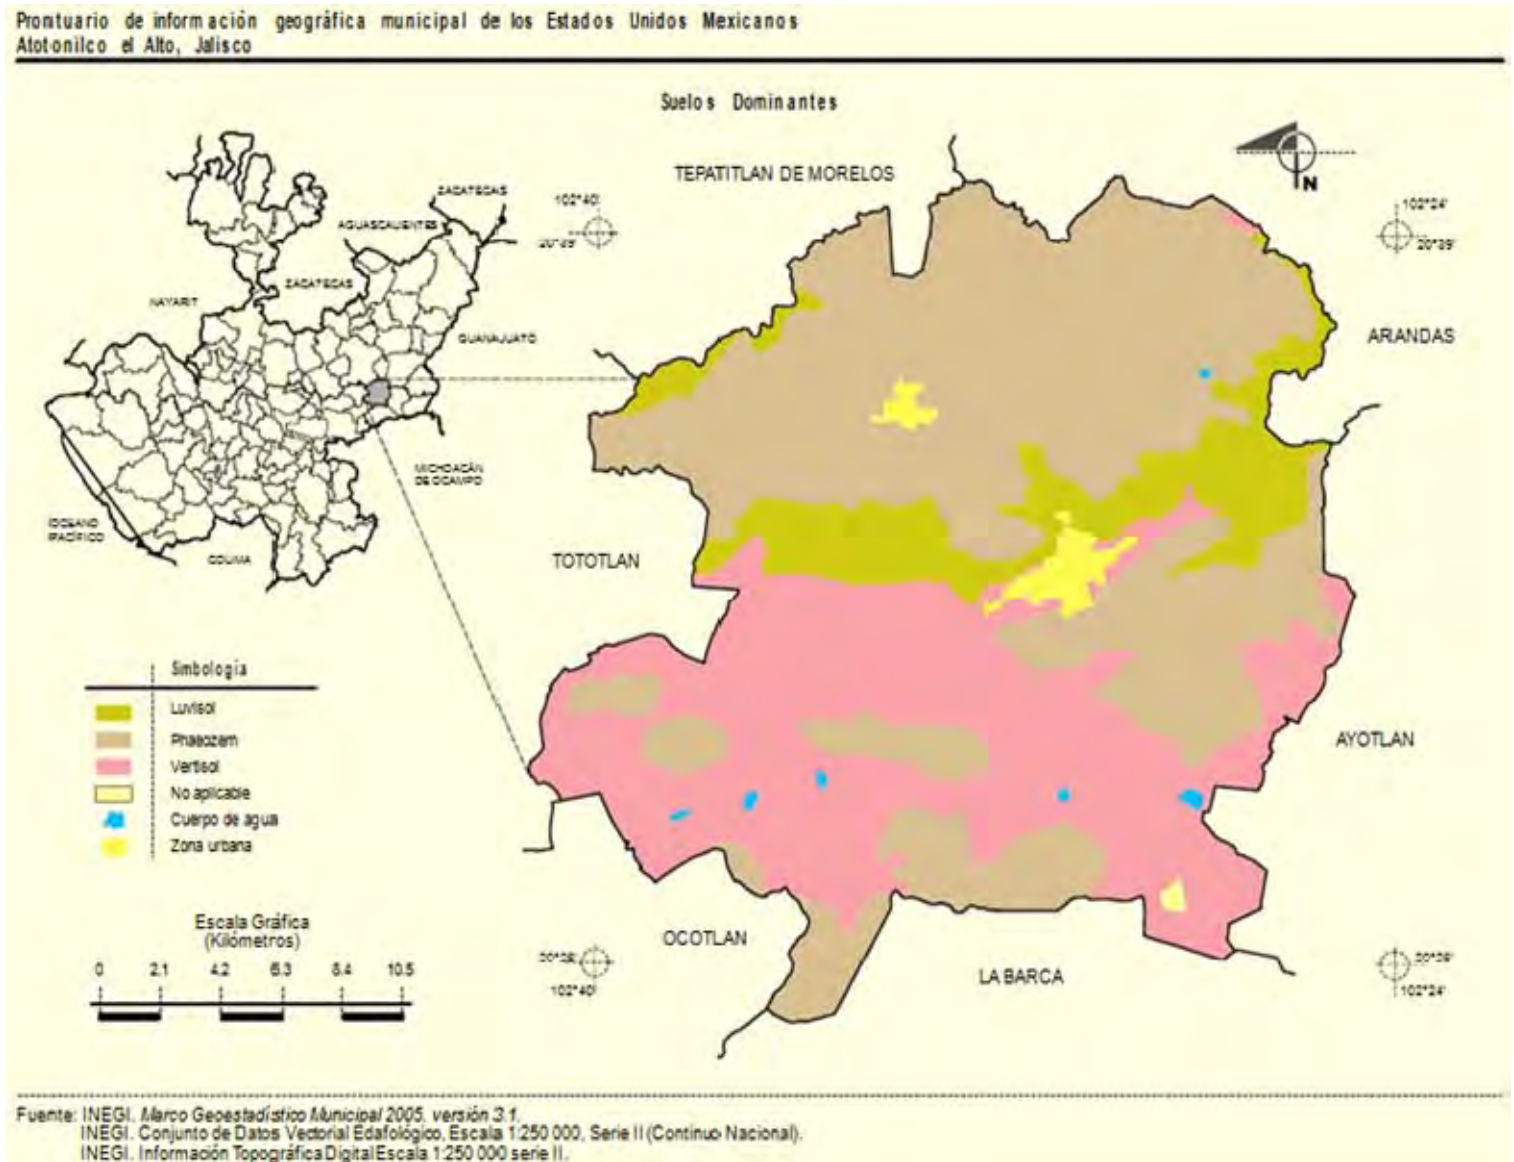 Prontuario de información geográfica municipal de los Estados Unidos Mexicanos
Atotonilco el Alto, Jalisco
Suelos Dominantes
TEPATITLAN DE MORELOS
N
ZACATECAS
102°40'
102°24'
AGUASCALIENTES
20°39'
20°39'
ZACATECAS
NAYARIT
GUANAJUATO
ARANDAS
MICHOACÁN
DE OCAMPO
OCEANO
PACÍFICO
COLIMA
TOTOTLAN
Simbología
Luvisol
Phaeozem
Vertisol
No aplicable
Cuerpo de agua
Zona urbana
AYOTLAN
Escala Gráfica
(Kilómetros)
0 2.1 4.2 6.3 8.4 10.5
OCOTLAN
LA BARCA
102°40'
102°24'
Fuente: INEGI. Marco Geoestadístico Municipal 2005, versión 3.1.
INEGI. Conjunto de Datos Vectorial Edafológico, Escala 1:250 000, Serie II (Continuo Nacional).
INEGI. Información Topográfica Digital Escala 1:250 000 serie II.